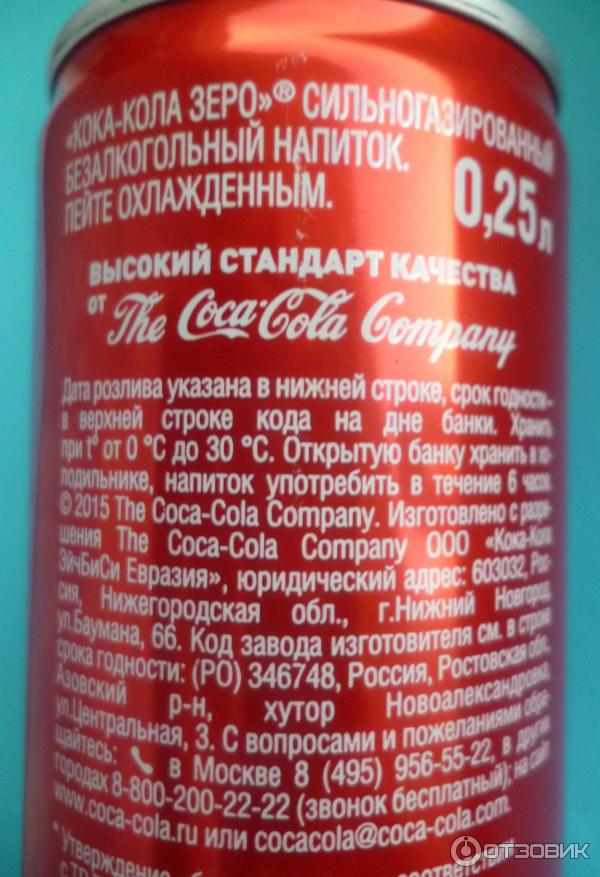 «КОКА-КОЛА ЗЕРО»® СИЛЬНОГАЗИРОВАННЫЙ
БЕЗАЛКОГОЛЬНЫЙ НАПИТОК.
ПЕЙТЕ ОХЛАЖДЕННЫМ.
0,25 л
ВЫСОКИЙ СТАНДАРТ КАЧЕСТВА
от The Coca-Cola Company
Дата розлива указана в нижней строке, срок годности –
в верхней строке кода на дне банки. Хранить
при t° от 0 °C до 30 °C. Открытую банку хранить в хо-
лодильнике, напиток употребить в течение 6 часов.
© 2015 The Coca-Cola Company. Изготовлено с разре-
шения The Coca-Cola Company ООО «Кока-Кола
ЭйчБиСи Евразия», юридический адрес: 603032, Рос-
сия, Нижегородская обл., г.Нижний Новгород,
ул.Баумана, 66. Код завода изготовителя см. в строке
срока годности: (РО) 346748, Россия, Ростовская обл.,
Азовский р-н, хутор Новоалександровка,
ул.Центральная, 3. С вопросами и пожеланиями обра-
щайтесь: в Москве 8 (495) 956-55-22, в других
городах 8-800-200-22-22 (звонок бесплатный); на сайт
www.coca-cola.ru или cocacola@coca-cola.com.
* Утверждение
ОТЗОВИК